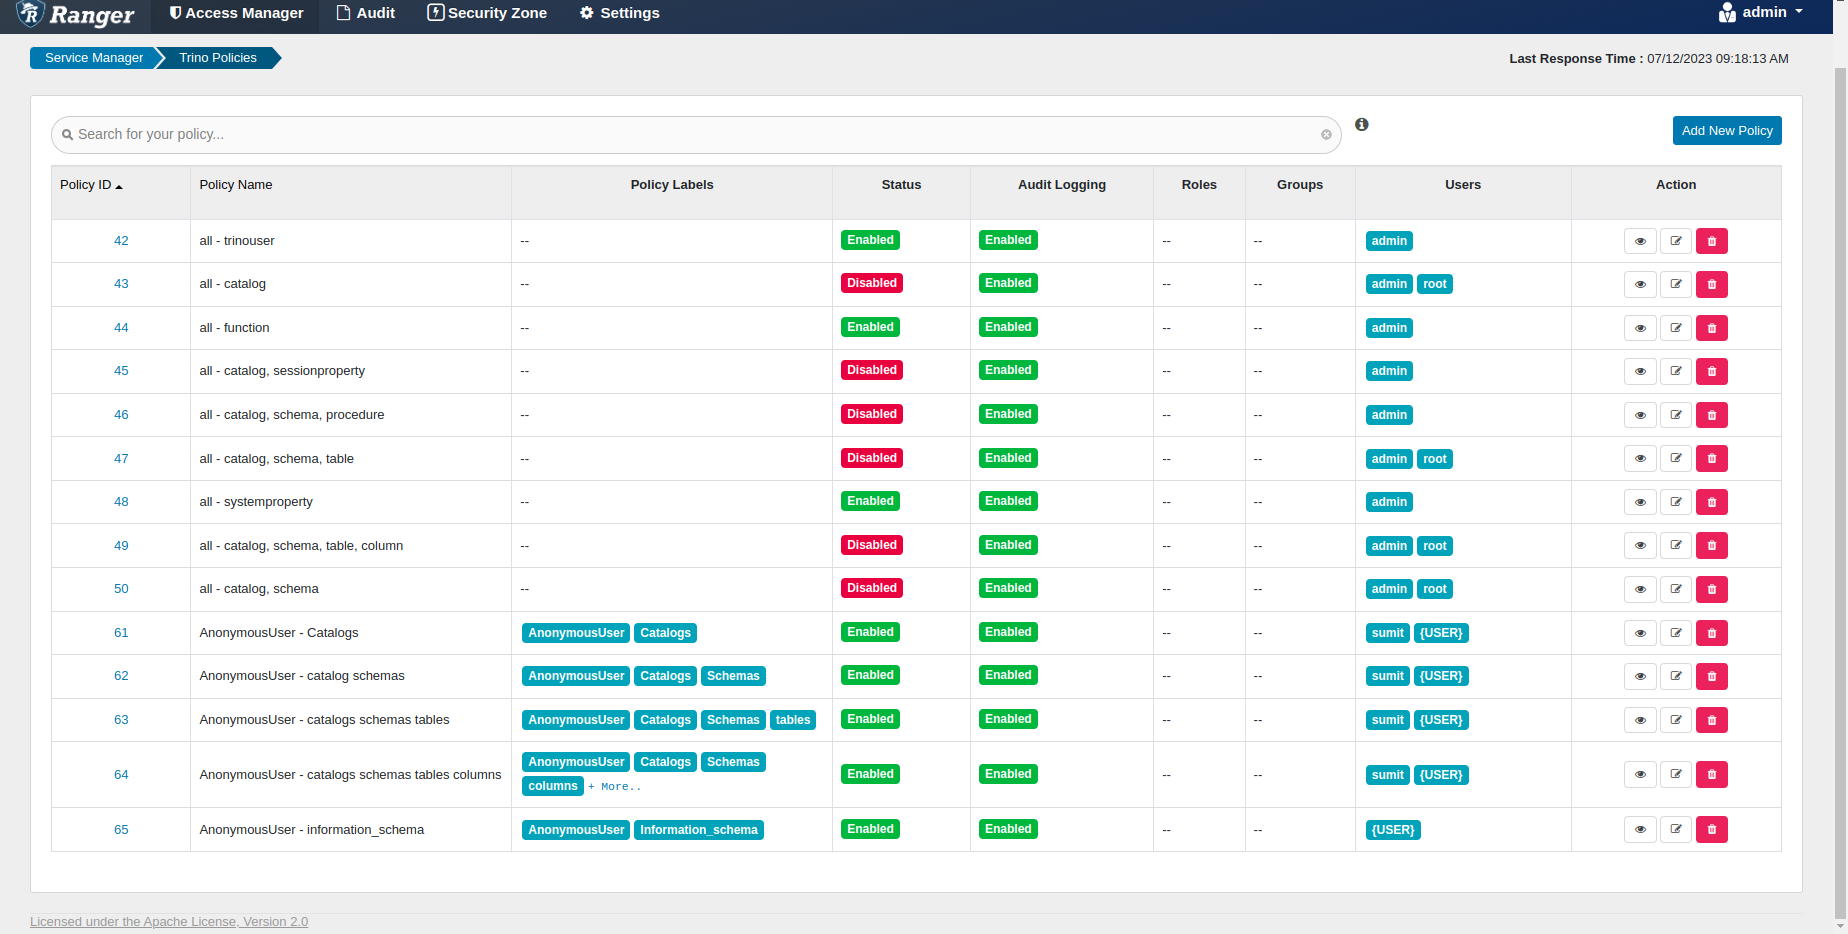 Ranger Access Manager Audit Security Zone Settings admin
Service Manager Trino Policies Last Response Time : 07/12/2023 09:18:13 AM
Search for your policy... Add New Policy
Policy ID Policy Name Policy Labels Status Audit Logging Roles Groups Users Action
42 all - trinouser -- Enabled Enabled -- -- admin
43 all - catalog -- Disabled Enabled -- -- admin root
44 all - function -- Enabled Enabled -- -- admin
45 all - catalog, sessionproperty -- Disabled Enabled -- -- admin
46 all - catalog, schema, procedure -- Disabled Enabled -- -- admin
47 all - catalog, schema, table -- Disabled Enabled -- -- admin root
48 all - systemproperty -- Enabled Enabled -- -- admin
49 all - catalog, schema, table, column -- Disabled Enabled -- -- admin root
50 all - catalog, schema -- Disabled Enabled -- -- admin root
61 AnonymousUser - Catalogs AnonymousUser Catalogs Enabled Enabled -- -- sumit {USER}
62 AnonymousUser - catalog schemas AnonymousUser Catalogs Schemas Enabled Enabled -- -- sumit {USER}
63 AnonymousUser - catalogs schemas tables AnonymousUser Catalogs Schemas tables Enabled Enabled -- -- sumit {USER}
64 AnonymousUser - catalogs schemas tables columns AnonymousUser Catalogs Schemas
columns + More.. Enabled Enabled -- -- sumit {USER}
65 AnonymousUser - information_schema AnonymousUser Information_schema Enabled Enabled -- -- {USER}
Licensed under the Apache License, Version 2.0